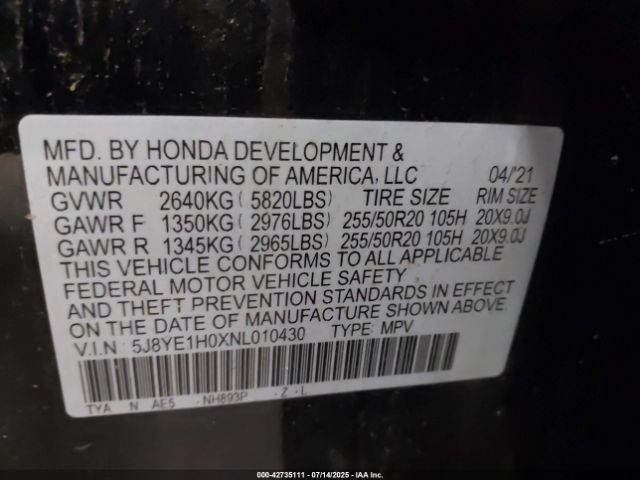 MFD. BY HONDA DEVELOPMENT &
MANUFACTURING OF AMERICA, LLC 04/'21
GVWR 2640KG ( 5820LBS) TIRE SIZE RIM SIZE
GAWR F 1350KG ( 2976LBS) 255/50R20 105H 20X9.0J
GAWR R 1345KG ( 2965LBS) 255/50R20 105H 20X9.0J
THIS VEHICLE CONFORMS TO ALL APPLICABLE
FEDERAL MOTOR VEHICLE SAFETY
AND THEFT PREVENTION STANDARDS IN EFFECT
ON THE DATE OF MANUFACTURE SHOWN ABOVE.
V.I.N : 5J8YE1H0XNL010430 TYPE: MPV
TYA N AE5 -NH893P -Z -L
000-42735111 - 07/14/2025 - IAAI, INC.